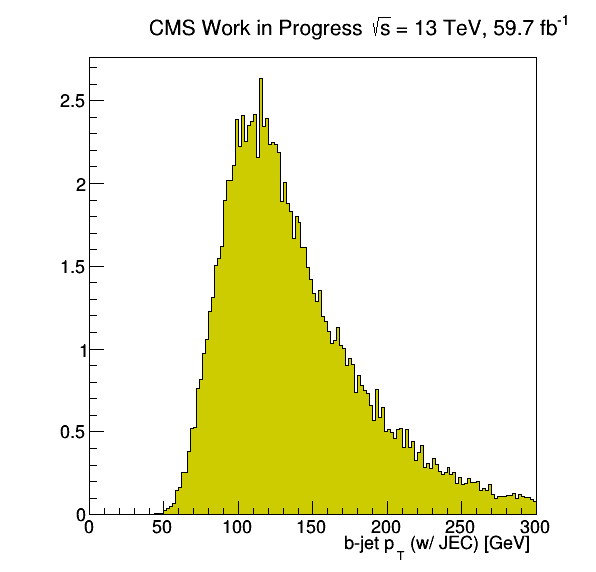 CMS Work in Progress √s = 13 TeV, 59.7 fb⁻¹
2.5
2
1.5
1
0.5
0
0 50 100 150 200 250 300
b-jet p_T (w/ JEC) [GeV]